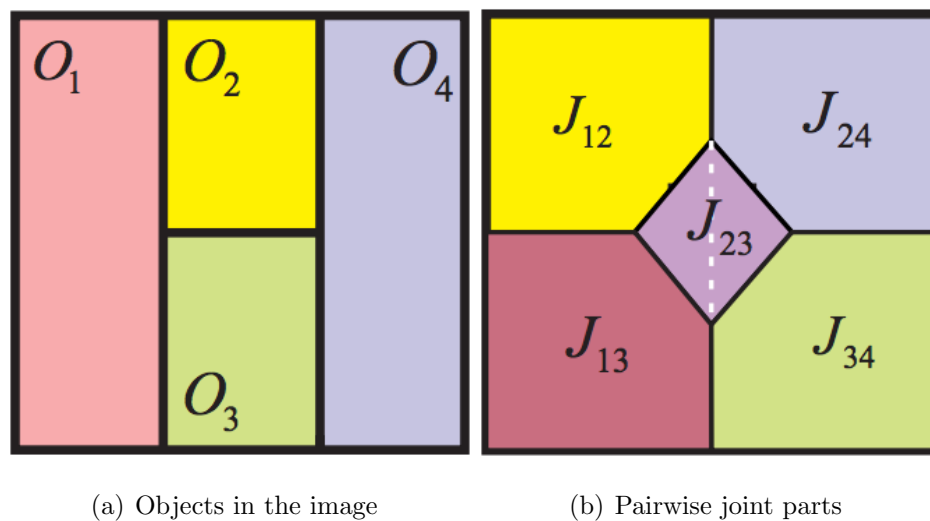 O₁ O₂ O₄
O₃
J₁₂ J₂₄
J₂₃
J₁₃ J₃₄
(a) Objects in the image
(b) Pairwise joint parts